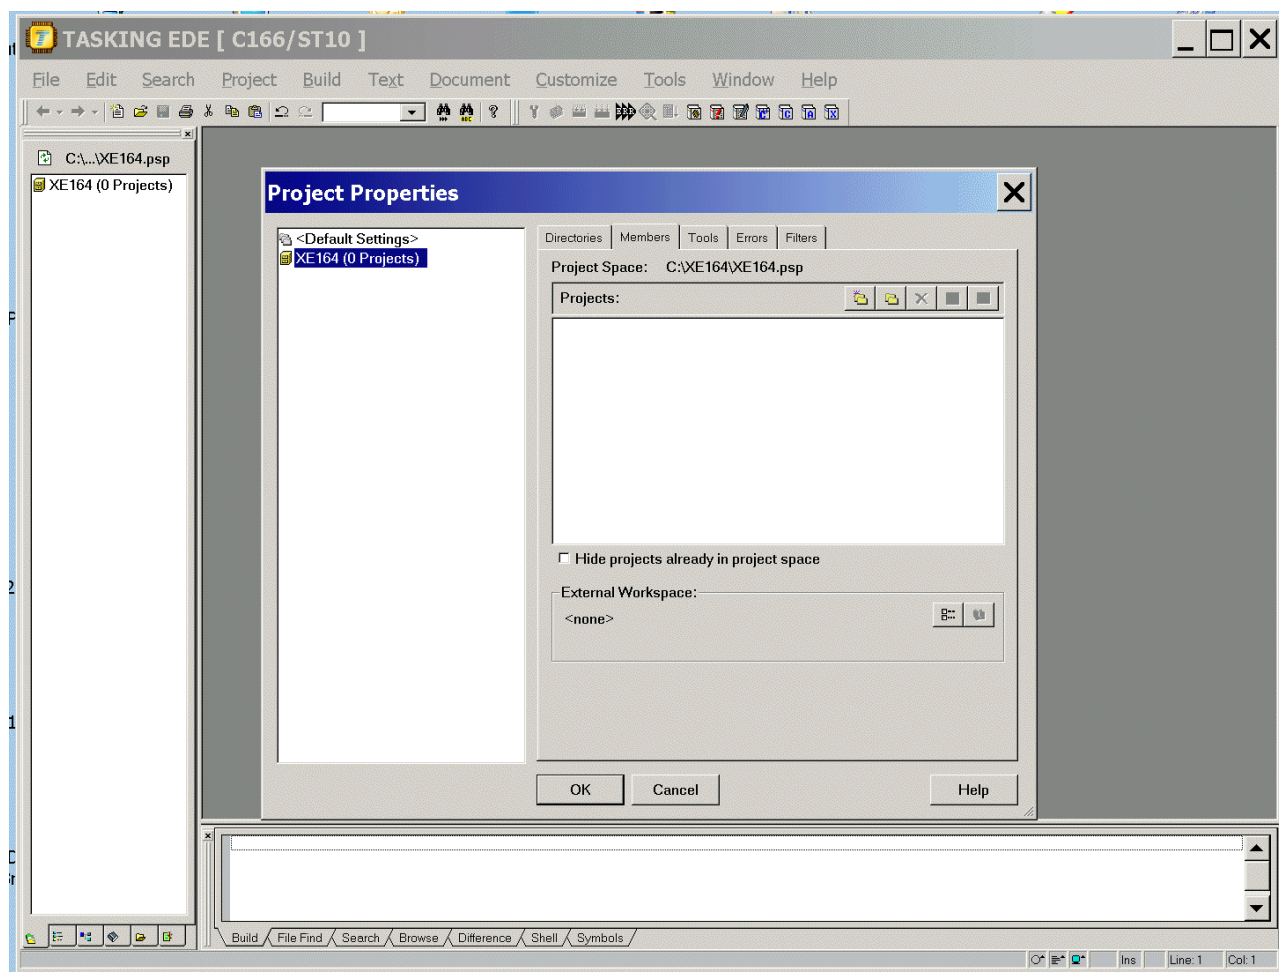 TASKING EDE [ C166/ST10 ]
File Edit Search Project Build Text Document Customize Tools Window Help
C:\...\XE164.psp
XE164 (0 Projects)
Project Properties
<Default Settings>
XE164 (0 Projects)
Directories Members Tools Errors Filters
Project Space: C:\XE164\XE164.psp
Projects:
Hide projects already in project space
External Workspace:
<none>
OK Cancel Help
Build File Find Search Browse Difference Shell Symbols
Ins Line: 1 Col: 1